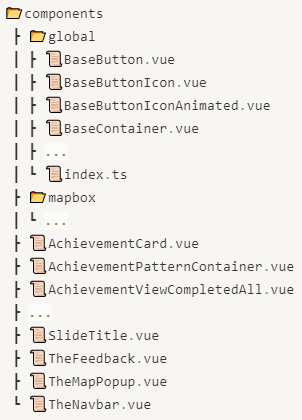 components
┣ global
┃ ┣ BaseButton.vue
┃ ┣ BaseButtonIcon.vue
┃ ┣ BaseButtonIconAnimated.vue
┃ ┣ BaseContainer.vue
┃ ┣ ...
┃ ┗ index.ts
┣ mapbox
┃ ┗ ...
┣ AchievementCard.vue
┣ AchievementPatternContainer.vue
┣ AchievementViewCompletedAll.vue
┣ ...
┣ SlideTitle.vue
┣ TheFeedback.vue
┣ TheMapPopup.vue
┗ TheNavbar.vue